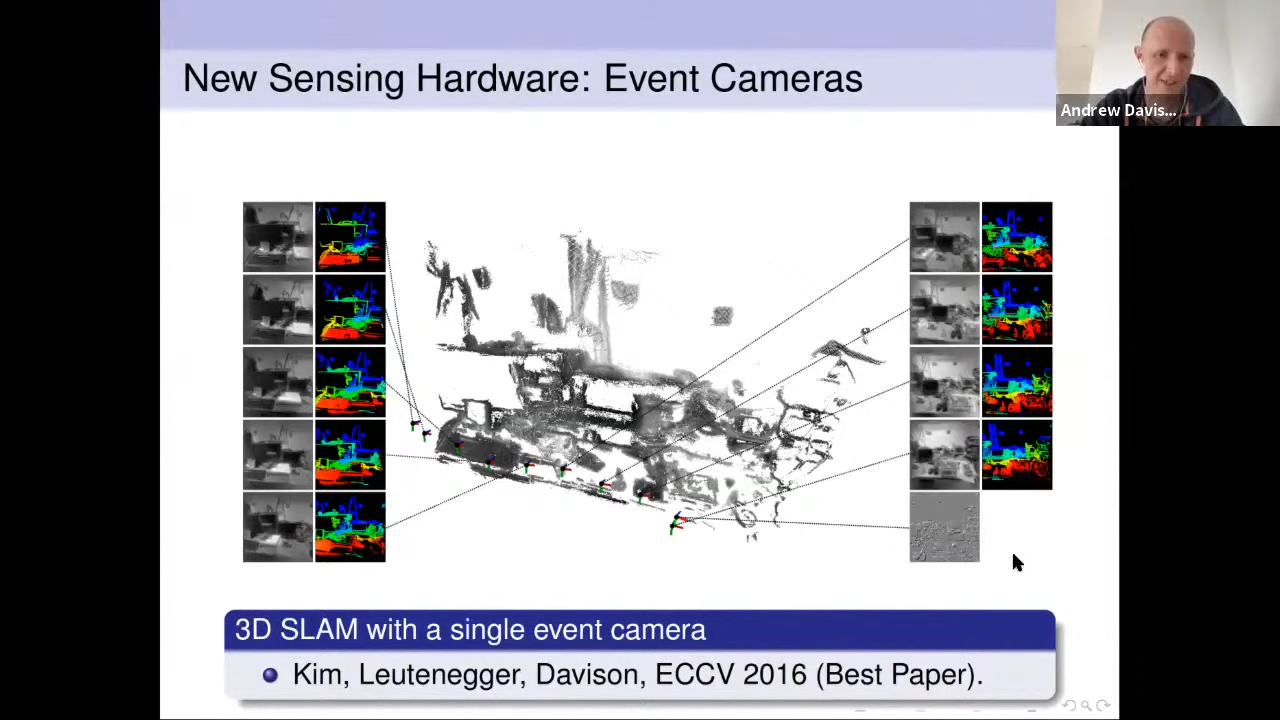 New Sensing Hardware: Event Cameras
Andrew Davis...
3D SLAM with a single event camera
Kim, Leutenegger, Davison, ECCV 2016 (Best Paper).